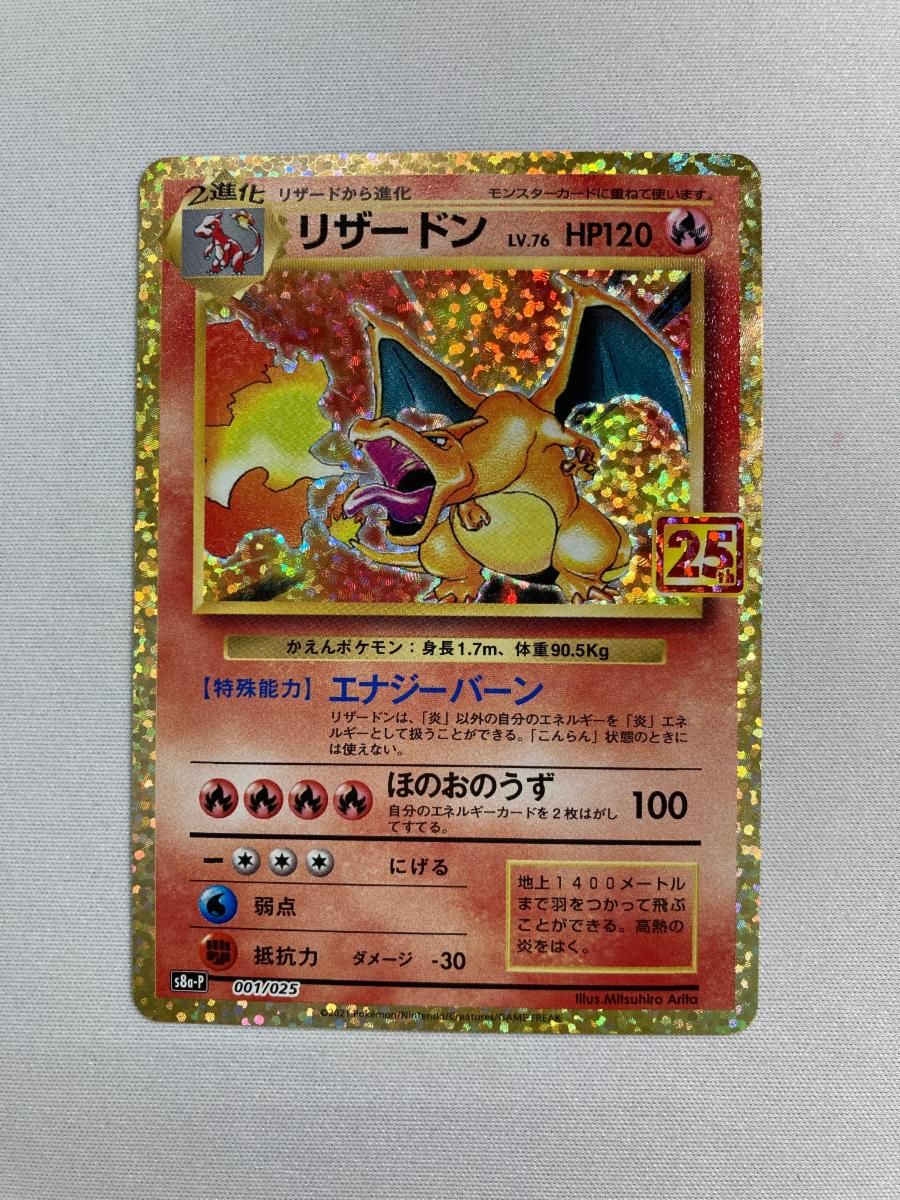 2進化 リザードから進化 モンスターカードに重ねて使います。
リザードン LV.76 HP120
25th
かえんポケモン：身長1.7m、体重90.5Kg
【特殊能力】エナジーバーン
リザードンは、「炎」以外の自分のエネルギーを「炎」エネ
ルギーとして扱うことができる。「こんらん」状態のときに
は使えない。
ほのおのうず 100
自分のエネルギーカードを2枚はがし
てすてる。
にげる
弱点
抵抗力 ダメージ -30
地上1400メートル
まで羽をつかって飛ぶ
ことができる。高熱の
炎をはく。
s8a-P 001/025
Illus.Mitsuhiro Arita
©2021 Pokémon/Nintendo/Creatures/GAME FREAK